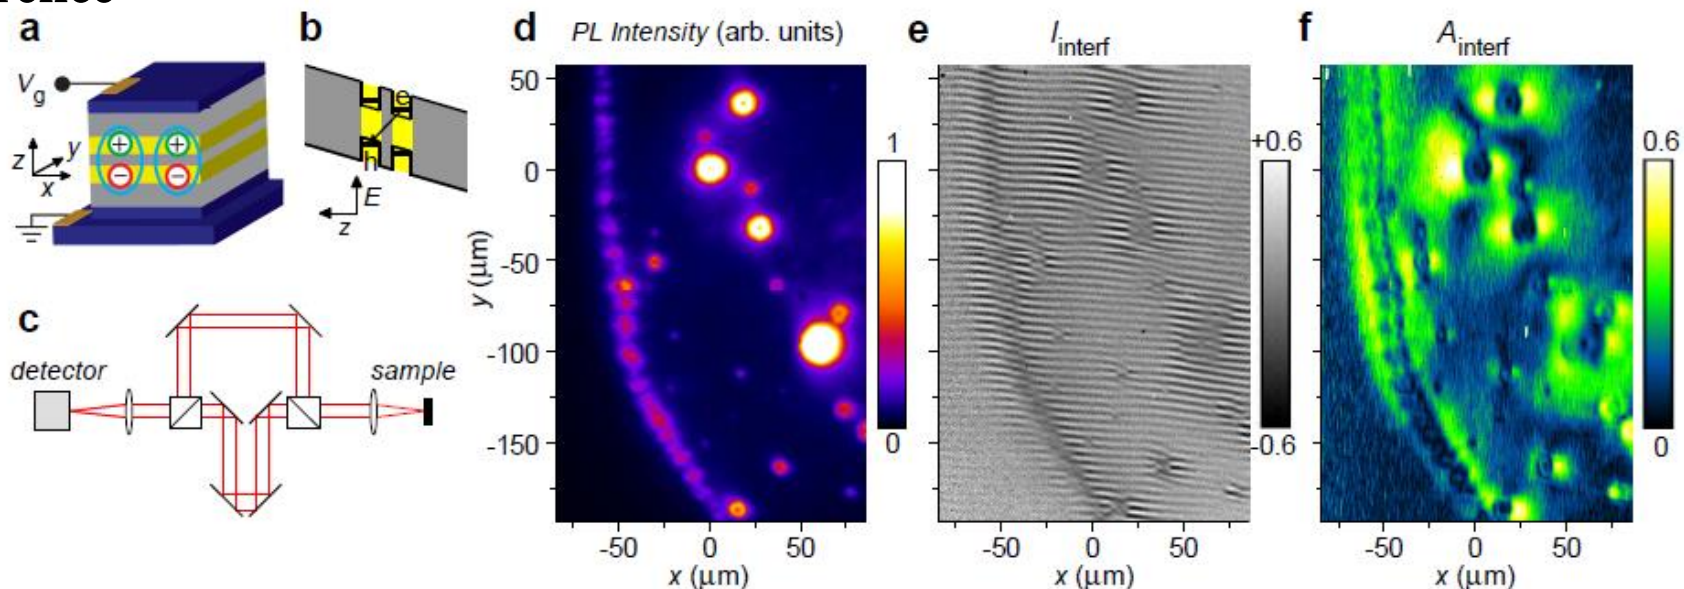 a
V_g
z
y
x
+
+
−
−
b
e
h
E
z
c
detector
sample
d
PL Intensity (arb. units)
50
0
-50
-100
-150
y (μm)
-50 0 50
x (μm)
1
0
e
I_interf
-50 0 50
x (μm)
+0.6
-0.6
f
A_interf
-50 0 50
x (μm)
0.6
0